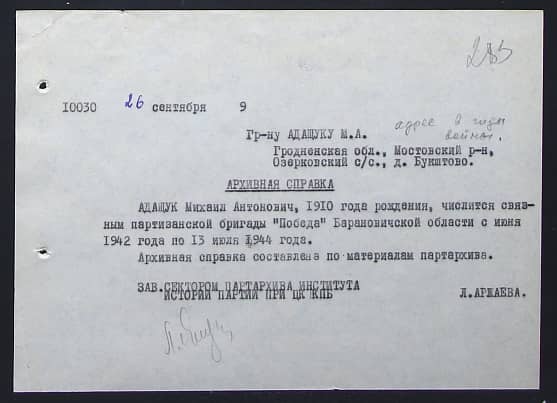 283
I0030 26 сентября 9
Гр-ну АДАЩУКУ М.А.
адрес в годы
войны.
Гродненская обл., Мостовский р-н,
Озерковский с/с., д. Букштово.
АРХИВНАЯ СПРАВКА
АДАЩУК Михаил Антонович, 1910 года рождения, числится связ-
ным партизанской бригады "Победа" Барановичской области с июня
1942 года по 13 июля 1944 года.
Архивная справка составлена по материалам партархива.
ЗАВ.СЕКТОРОМ ПАРТАРХИВА ИНСТИТУТА
ИСТОРИИ ПАРТИИ ПРИ ЦК КПБ Л.АРЖАЕВА.